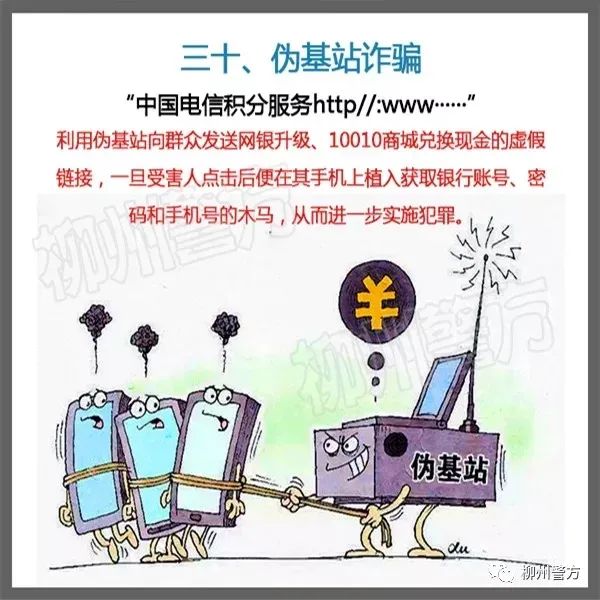 三十、伪基站诈骗
“中国电信积分服务http//:www……”
利用伪基站向群众发送网银升级、10010商城兑换现金的虚假
链接，一旦受害人点击后便在其手机上植入获取银行账号、密
码和手机号的木马，从而进一步实施犯罪。
柳州警方
¥
柳州警方
伪基站
du
柳州警方